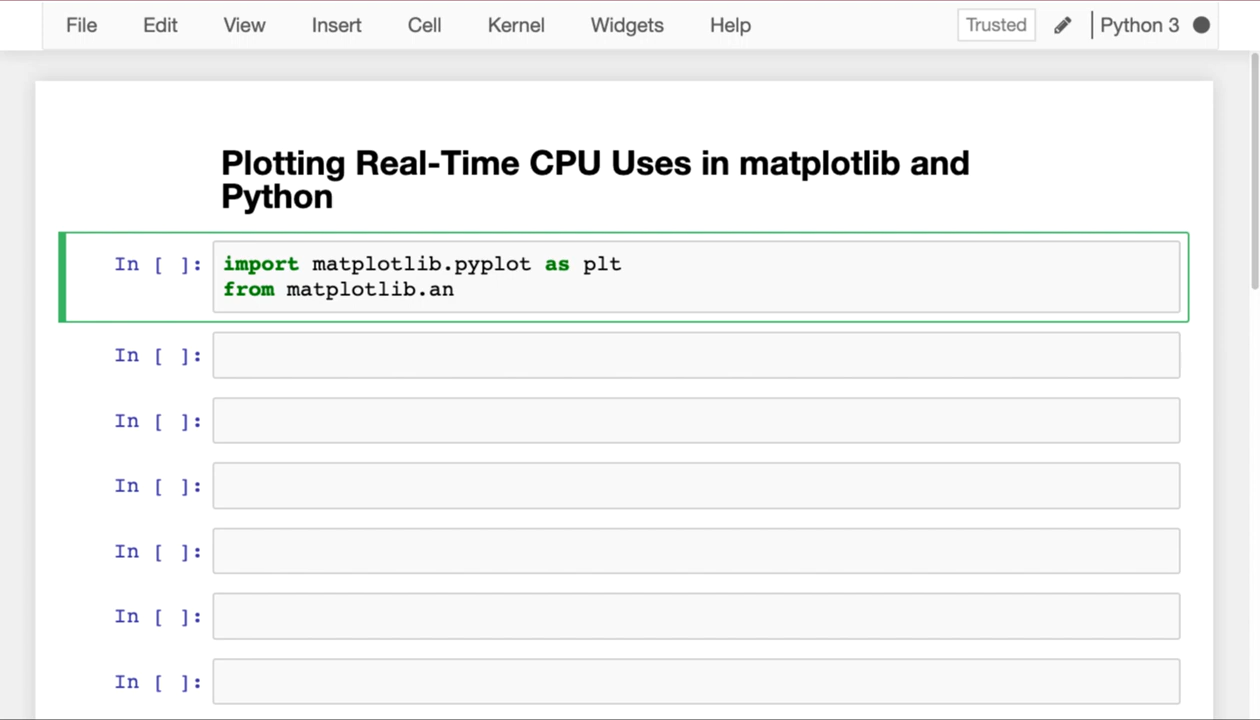 File Edit View Insert Cell Kernel Widgets Help Trusted Python 3
Plotting Real-Time CPU Uses in matplotlib and
Python
In [ ]: import matplotlib.pyplot as plt
from matplotlib.an
In [ ]:
In [ ]:
In [ ]:
In [ ]:
In [ ]:
In [ ]: